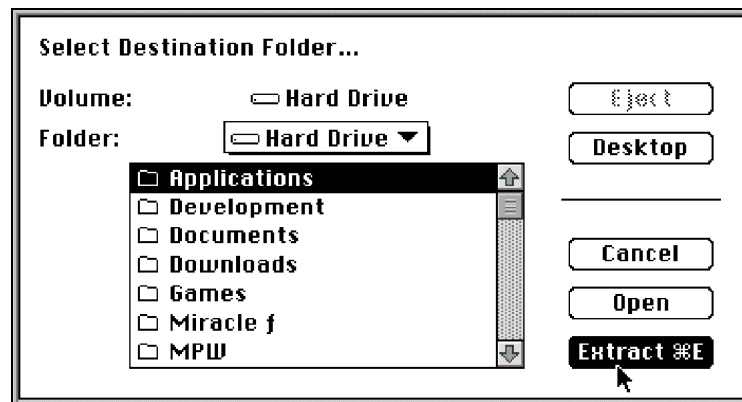 Select Destination Folder...
Volume: Hard Drive
Eject
Folder: Hard Drive
Desktop
Applications
Development
Documents
Downloads
Games
Miracle ƒ
MPW
Cancel
Open
Extract ⌘E